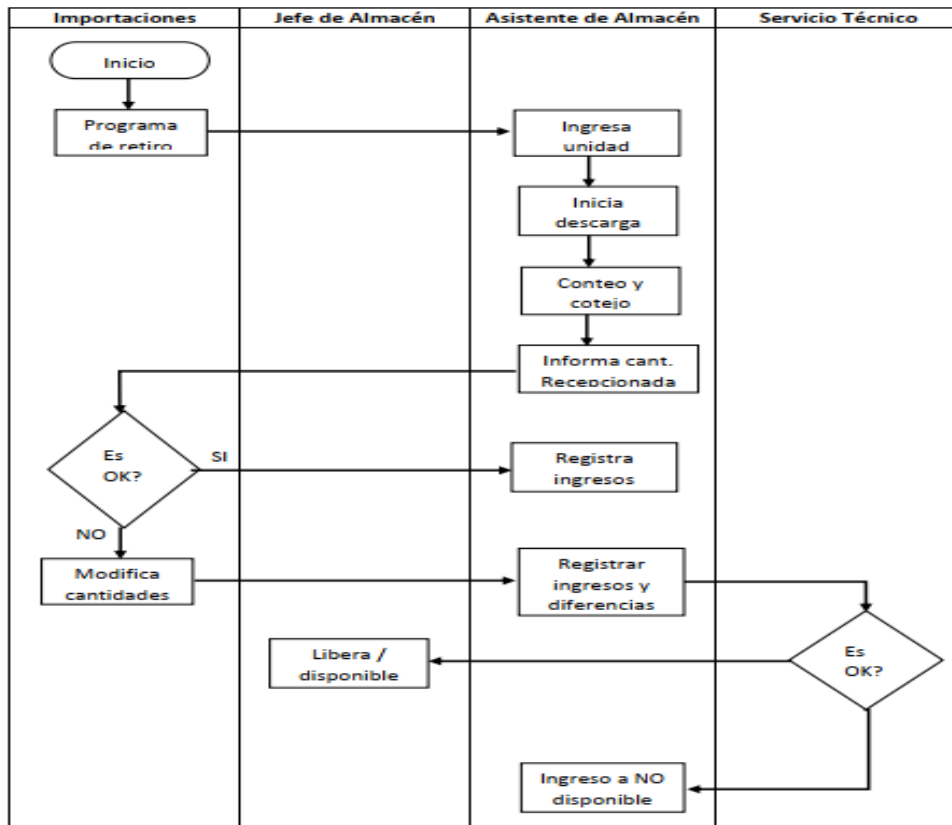 Importaciones
Jefe de Almacén
Asistente de Almacén
Servicio Técnico
Inicio
Programa
de retiro
Ingresa
unidad
Inicia
descarga
Conteo y
cotejo
Informa cant.
Recepcionada
Es
OK?
SI
Registra
ingresos
NO
Modifica
cantidades
Registrar
ingresos y
diferencias
Es
OK?
Libera /
disponible
Ingreso a NO
disponible